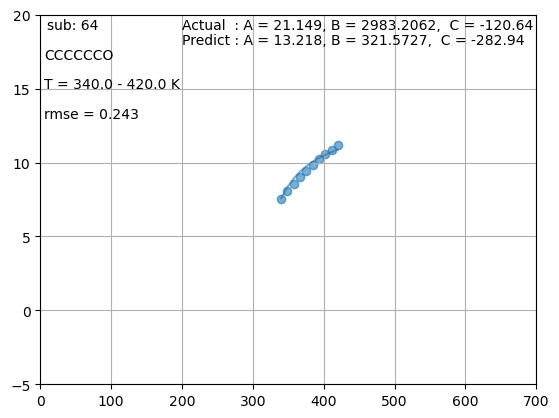 sub: 64
Actual  : A = 21.149, B = 2983.2062,  C = -120.64
Predict : A = 13.218, B = 321.5727,  C = -282.94
CCCCCCO
T = 340.0 - 420.0 K
rmse = 0.243
20
15
10
5
0
−5
0 100 200 300 400 500 600 700